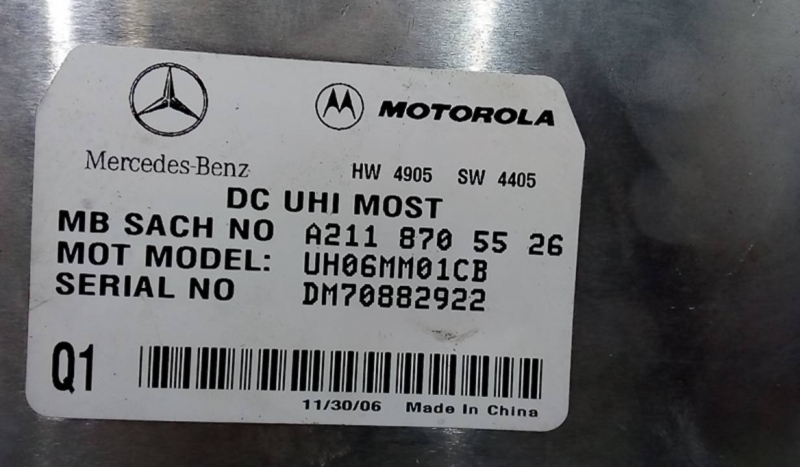 MOTOROLA
Mercedes-Benz HW 4905 SW 4405
DC UHI MOST
MB SACH NO A211 870 55 26
MOT MODEL: UH06MM01CB
SERIAL NO DM70882922
Q1
11/30/06 Made In China